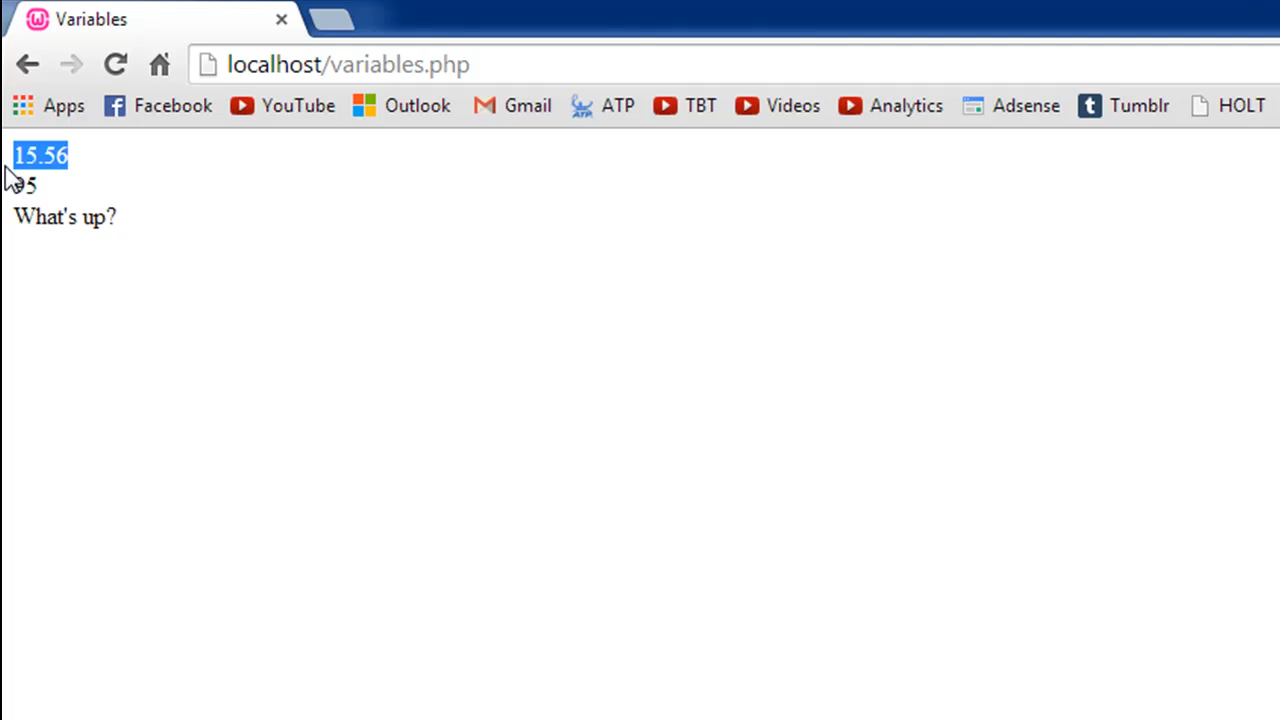 Variables
localhost/variables.php
Apps Facebook YouTube Outlook Gmail ATP TBT Videos Analytics Adsense Tumblr HOLT
15.56
What's up?